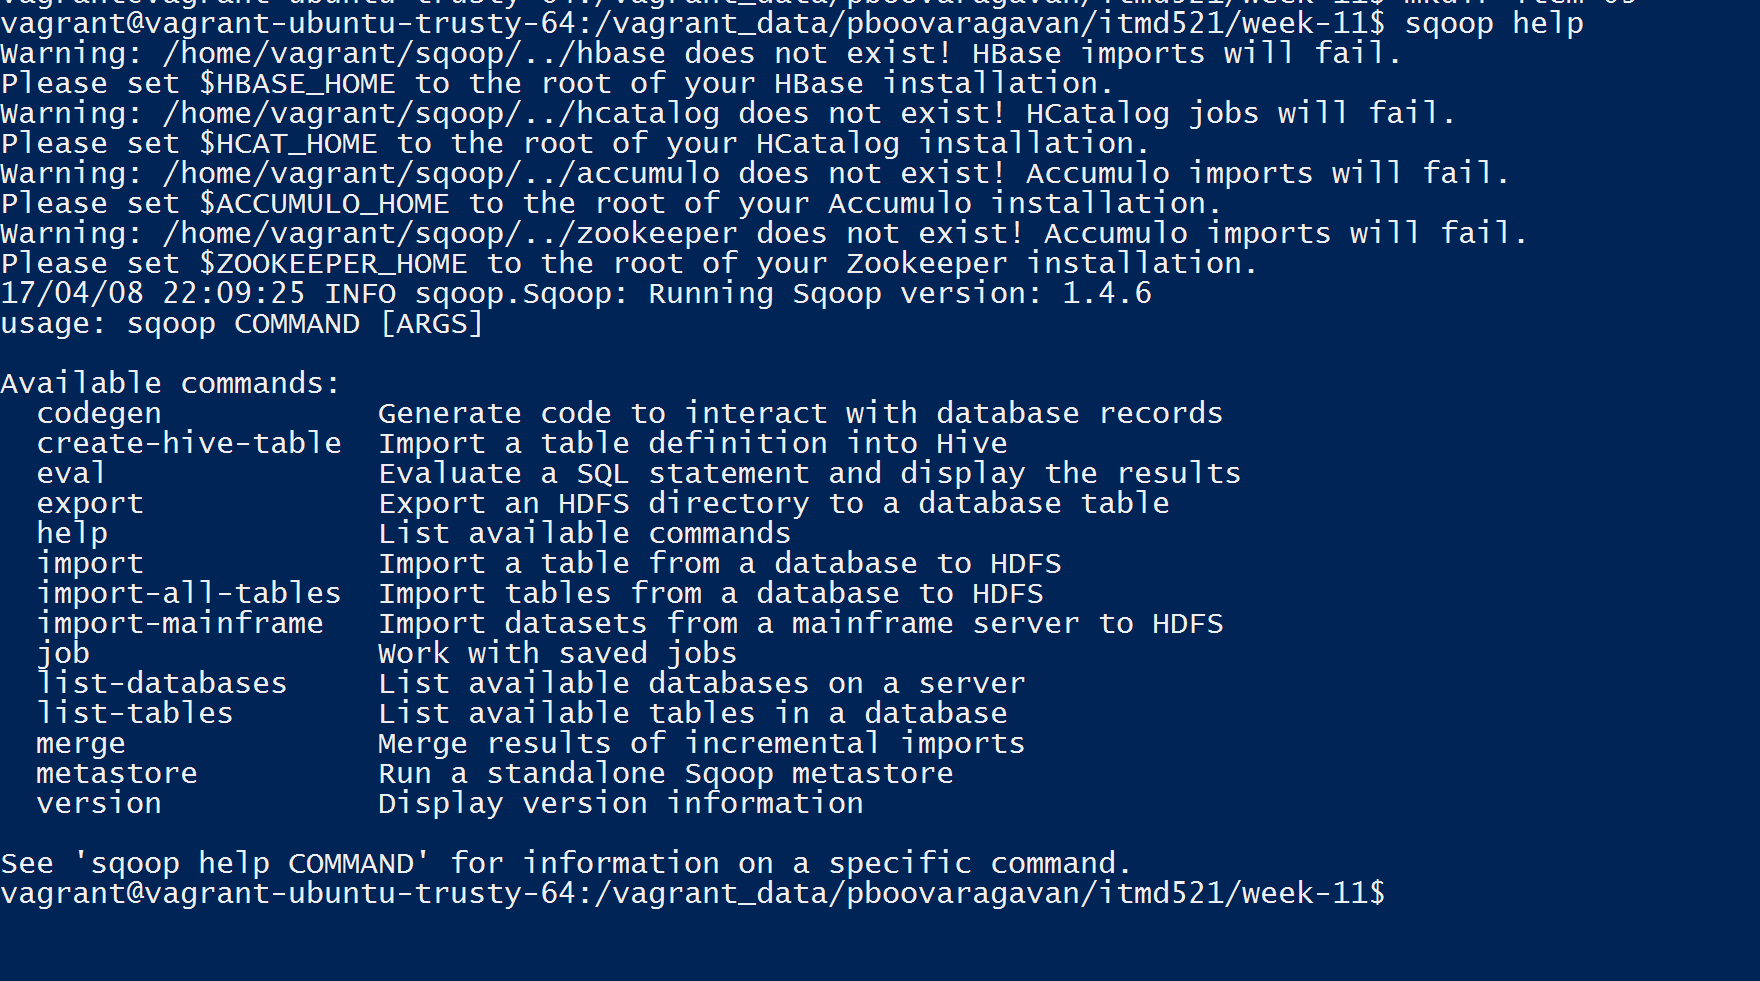 vagrant@vagrant-ubuntu-trusty-64:/vagrant_data/pboovaragavan/itmd521/week-11$ sqoop help
Warning: /home/vagrant/sqoop/../hbase does not exist! HBase imports will fail.
Please set $HBASE_HOME to the root of your HBase installation.
Warning: /home/vagrant/sqoop/../hcatalog does not exist! HCatalog jobs will fail.
Please set $HCAT_HOME to the root of your HCatalog installation.
Warning: /home/vagrant/sqoop/../accumulo does not exist! Accumulo imports will fail.
Please set $ACCUMULO_HOME to the root of your Accumulo installation.
Warning: /home/vagrant/sqoop/../zookeeper does not exist! Accumulo imports will fail.
Please set $ZOOKEEPER_HOME to the root of your Zookeeper installation.
17/04/08 22:09:25 INFO sqoop.Sqoop: Running Sqoop version: 1.4.6
usage: sqoop COMMAND [ARGS]
Available commands:
codegen Generate code to interact with database records
create-hive-table Import a table definition into Hive
eval Evaluate a SQL statement and display the results
export Export an HDFS directory to a database table
help List available commands
import Import a table from a database to HDFS
import-all-tables Import tables from a database to HDFS
import-mainframe Import datasets from a mainframe server to HDFS
job Work with saved jobs
list-databases List available databases on a server
list-tables List available tables in a database
merge Merge results of incremental imports
metastore Run a standalone Sqoop metastore
version Display version information
See 'sqoop help COMMAND' for information on a specific command.
vagrant@vagrant-ubuntu-trusty-64:/vagrant_data/pboovaragavan/itmd521/week-11$